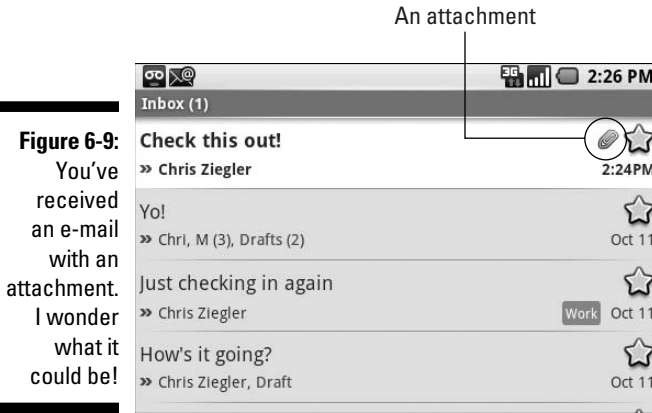 An attachment
3G 2:26 PM
Inbox (1)
Check this out!
» Chris Ziegler
2:24PM
Yo!
» Chri, M (3), Drafts (2)
Oct 11
Just checking in again
» Chris Ziegler
Work Oct 11
How's it going?
» Chris Ziegler, Draft
Oct 11
Figure 6-9:
You've
received
an e-mail
with an
attachment.
I wonder
what it
could be!